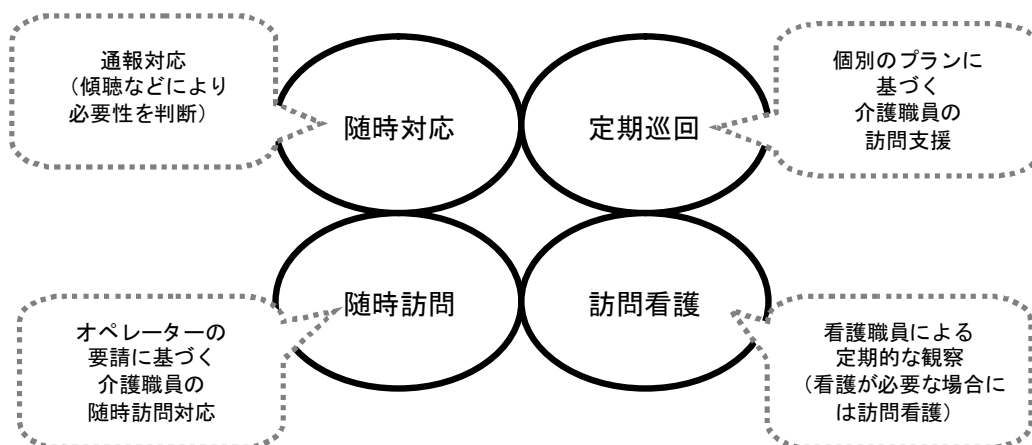 通報対応
（傾聴などにより
必要性を判断）
随時対応
定期巡回
個別のプランに
基づく
介護職員の
訪問支援
オペレーターの
要請に基づく
介護職員の
随時訪問対応
随時訪問
訪問看護
看護職員による
定期的な観察
（看護が必要な場合に
は訪問看護）